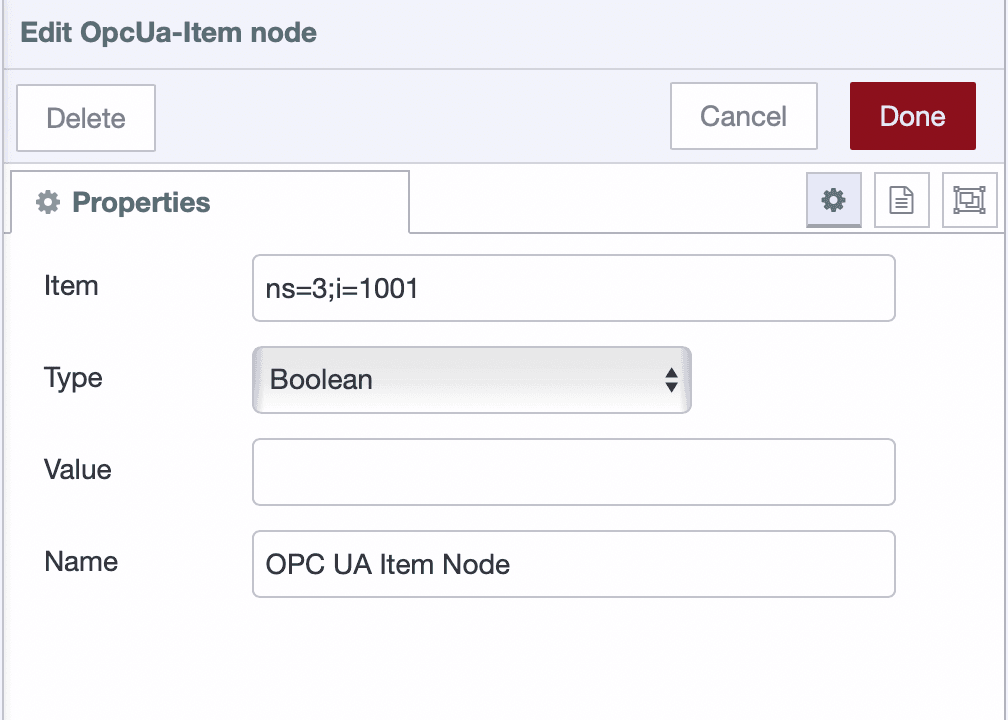 Edit OpcUa-Item node
Delete
Cancel
Done
Properties
Item
ns=3;i=1001
Type
Boolean
Value
Name
OPC UA Item Node